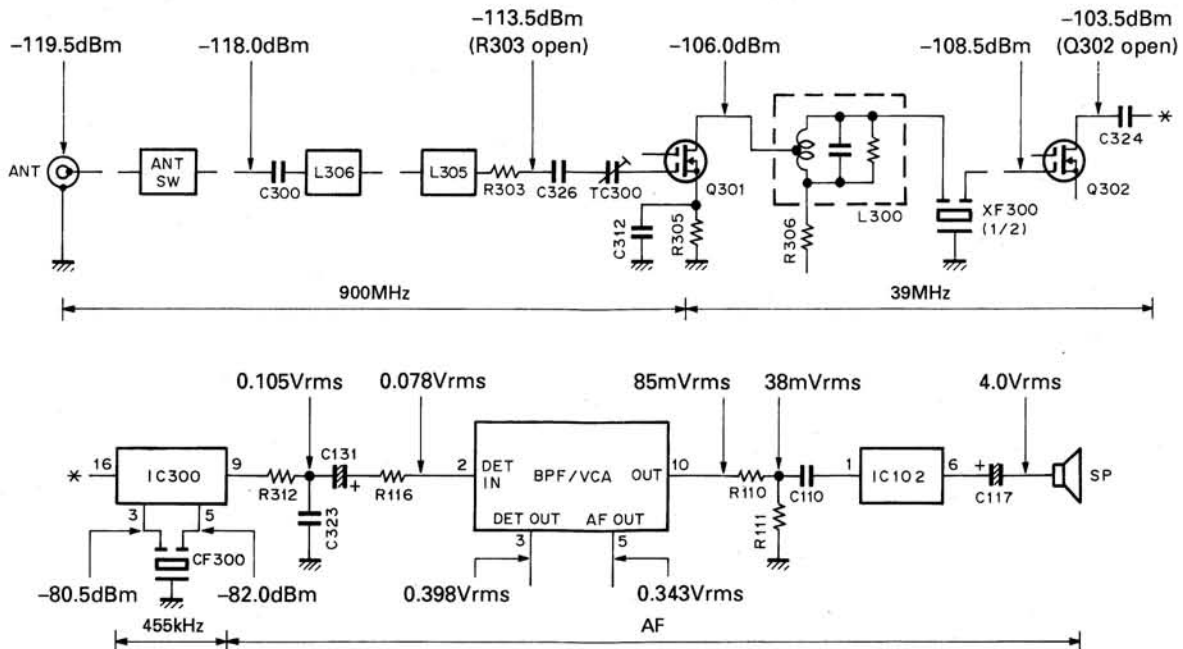 -113.5dBm
(R303 open)
-103.5dBm
(Q302 open)
-119.5dBm
-118.0dBm
-106.0dBm
-108.5dBm
ANT
ANT
SW
C300
L306
L305
R303
C326
TC300
Q301
C312
R305
R306
L300
XF300
(1/2)
Q302
C324
*
900MHz
39MHz
0.105Vrms
0.078Vrms
85mVrms
38mVrms
4.0Vrms
*
16
IC300
9
3
5
R312
C323
C131
+
R116
2
DET
IN
BPF/VCA
OUT
10
DET OUT
AF OUT
3
5
R110
R111
C110
1
IC102
6
+
C117
SP
CF300
-80.5dBm
-82.0dBm
0.398Vrms
0.343Vrms
455kHz
AF